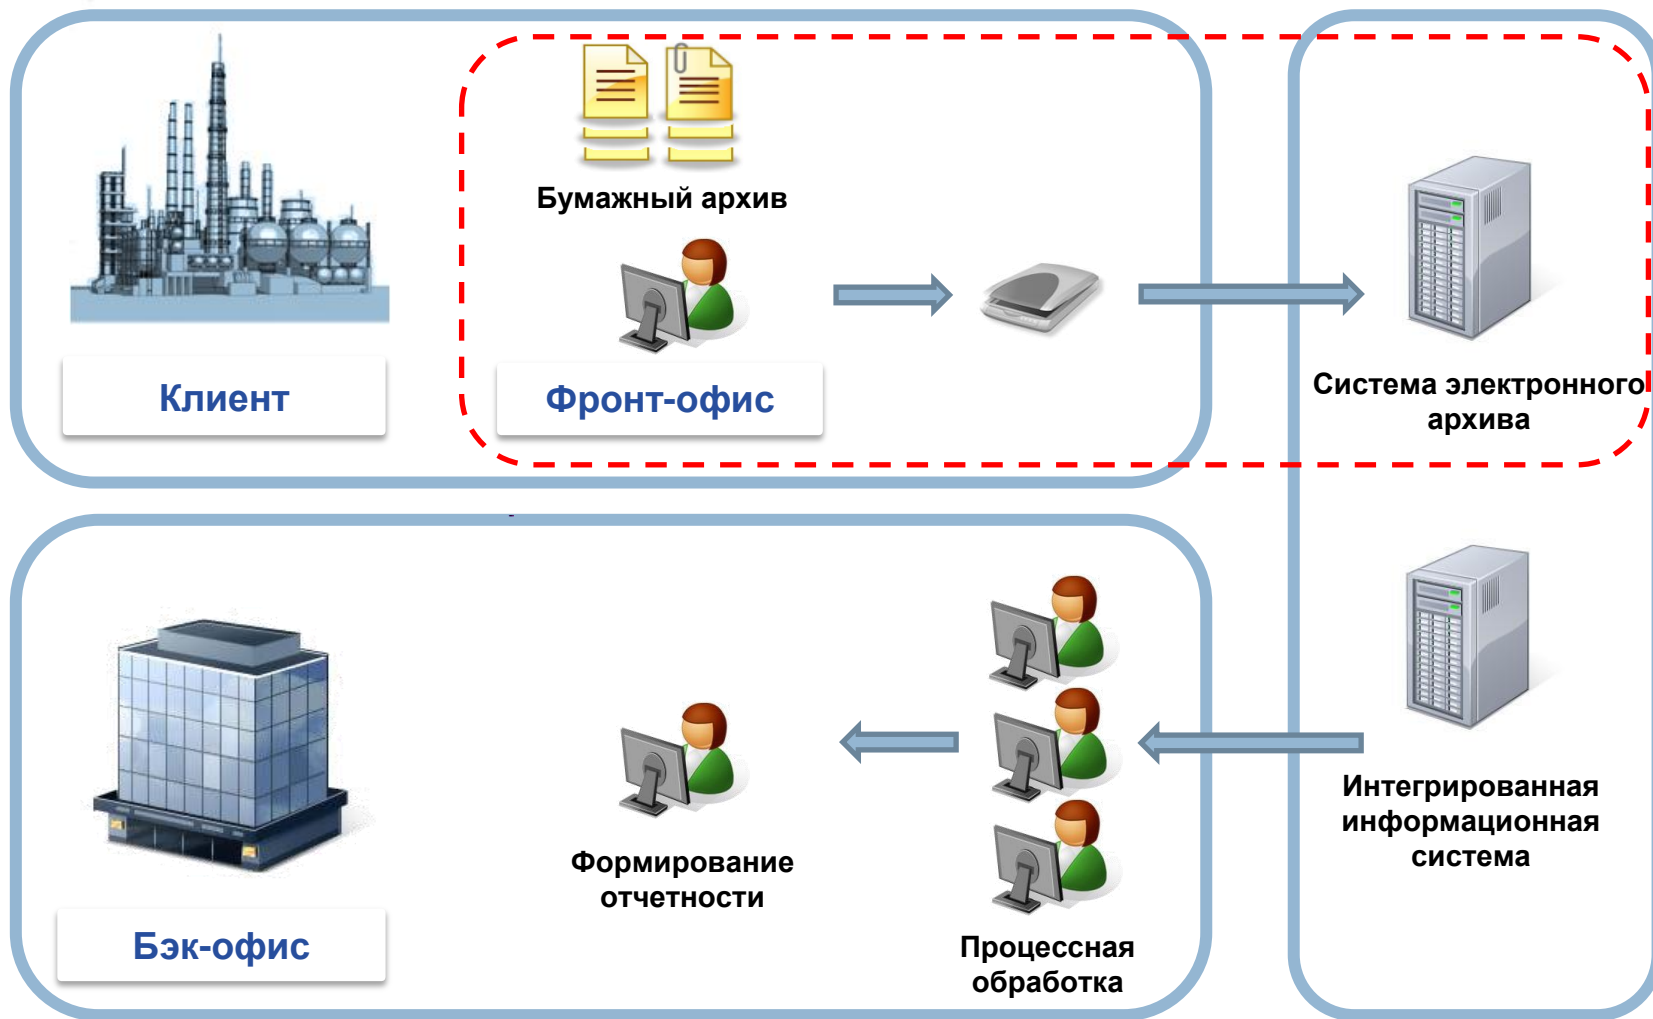 Бумажный архив
Клиент
Фронт-офис
Система электронного
архива
Интегрированная
информационная
система
Формирование
отчетности
Процессная
обработка
Бэк-офис